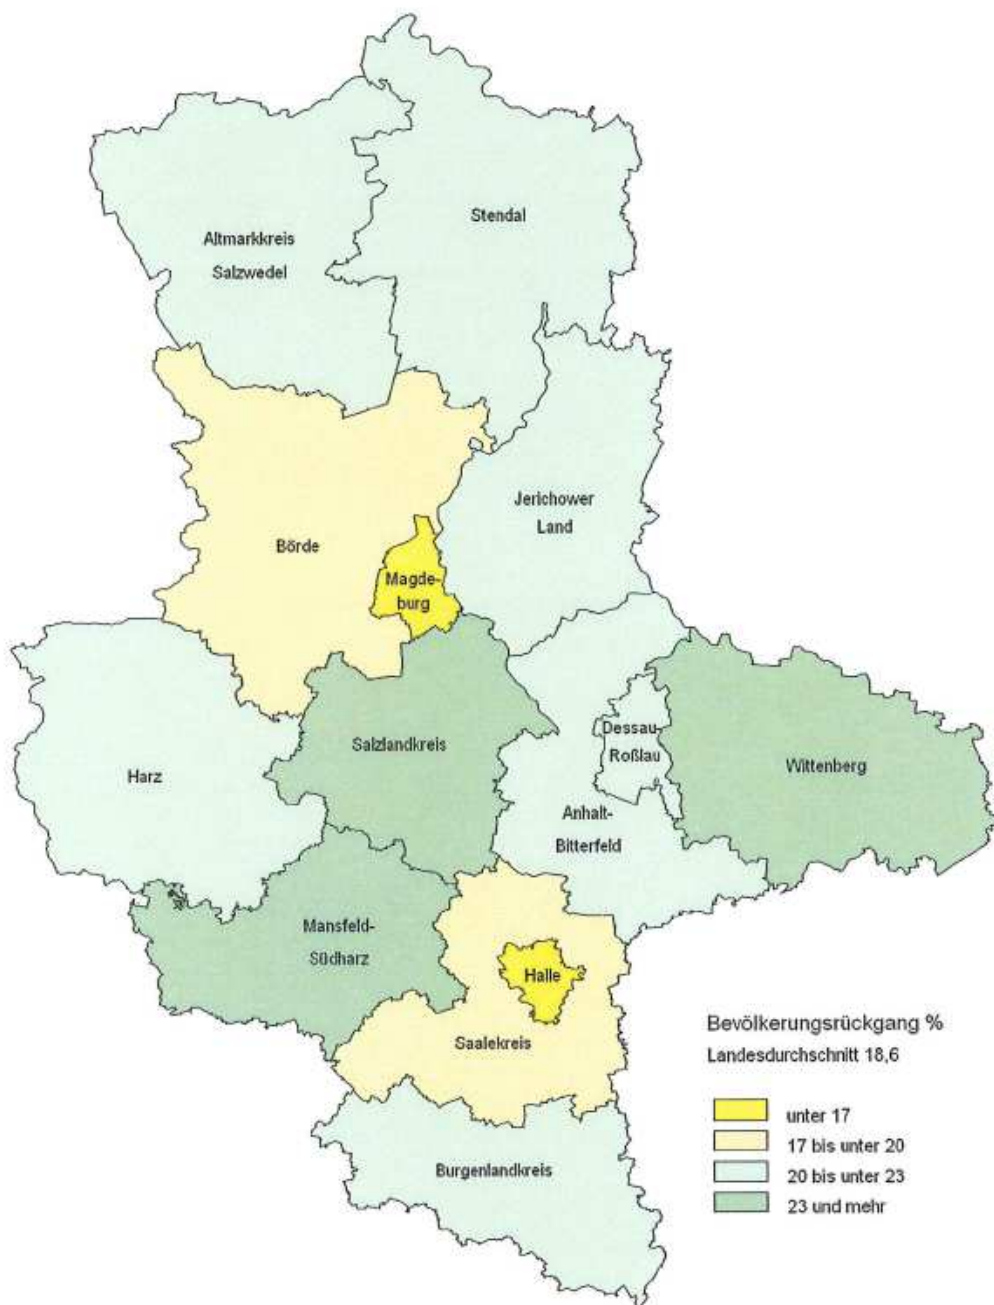 Stendal
Altmarkkreis
Salzwedel
Jerichower
Land
Börde
Magde-
burg
Salzlandkreis
Dessau-
Roßlau
Wittenberg
Harz
Anhalt-
Bitterfeld
Mansfeld-
Südharz
Halle
Saalekreis
Burgenlandkreis
Bevölkerungsrückgang %
Landesdurchschnitt 18,6
unter 17
17 bis unter 20
20 bis unter 23
23 und mehr